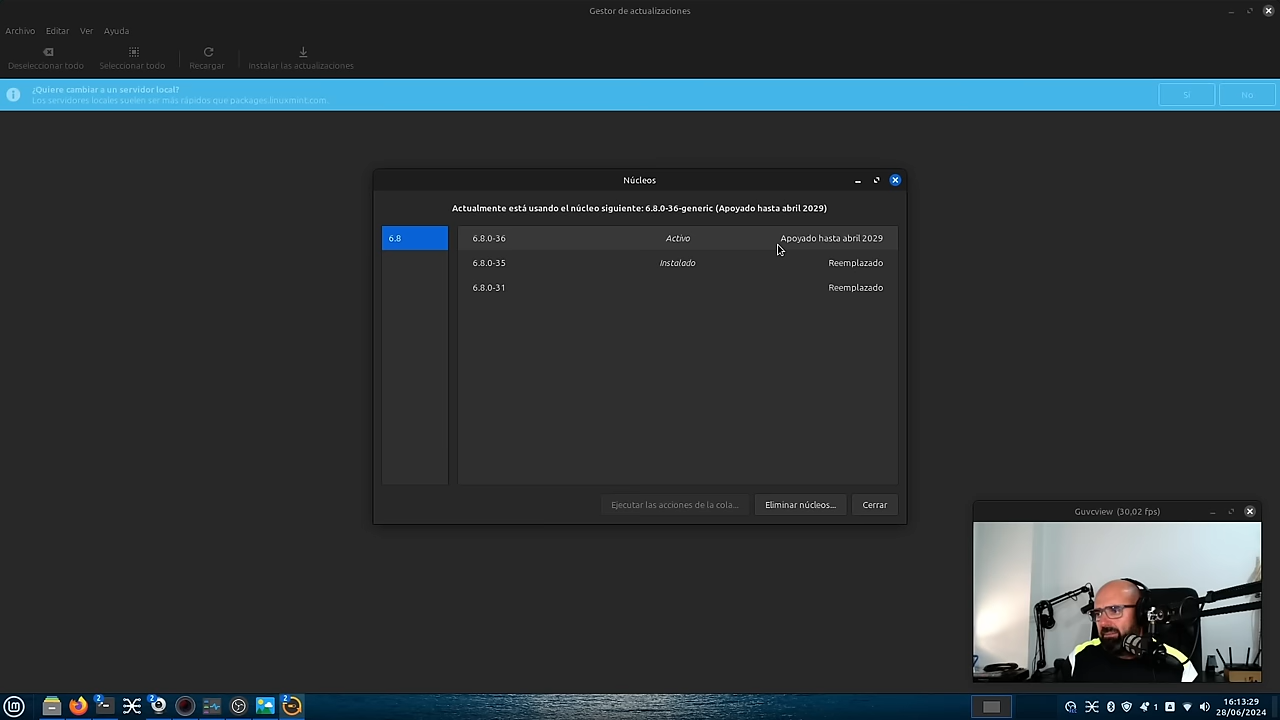 Gestor de actualizaciones
Archivo Editar Ver Ayuda
Deseleccionar todo Seleccionar todo Recargar Instalar las actualizaciones
¿Quiere cambiar a un servidor local?
Los servidores locales suelen ser más rápidos que packages.linuxmint.com.
Sí No
Núcleos
Actualmente está usando el núcleo siguiente: 6.8.0-36-generic (Apoyado hasta abril 2029)
6.8
6.8.0-36 Activo Apoyado hasta abril 2029
6.8.0-35 Instalado Reemplazado
6.8.0-31 Reemplazado
Ejecutar las acciones de la cola... Eliminar núcleos... Cerrar
Guvcview (30,02 fps)
2 2 2 1 A 16:13:29
28/06/2024